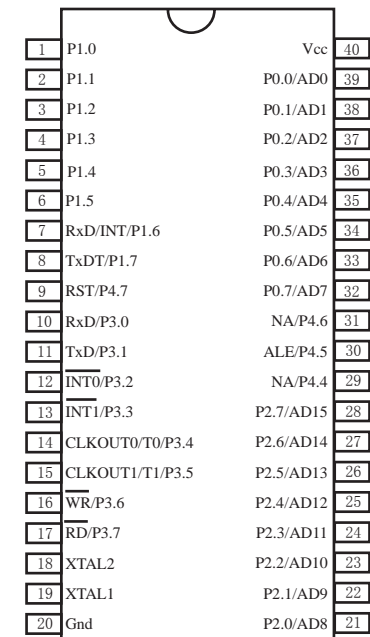 1 P1.0 Vcc 40
2 P1.1 P0.0/AD0 39
3 P1.2 P0.1/AD1 38
4 P1.3 P0.2/AD2 37
5 P1.4 P0.3/AD3 36
6 P1.5 P0.4/AD4 35
7 RxD/INT/P1.6 P0.5/AD5 34
8 TxDT/P1.7 P0.6/AD6 33
9 RST/P4.7 P0.7/AD7 32
10 RxD/P3.0 NA/P4.6 31
11 TxD/P3.1 ALE/P4.5 30
12 INT0/P3.2 NA/P4.4 29
13 INT1/P3.3 P2.7/AD15 28
14 CLKOUT0/T0/P3.4 P2.6/AD14 27
15 CLKOUT1/T1/P3.5 P2.5/AD13 26
16 WR/P3.6 P2.4/AD12 25
17 RD/P3.7 P2.3/AD11 24
18 XTAL2 P2.2/AD10 23
19 XTAL1 P2.1/AD9 22
20 Gnd P2.0/AD8 21